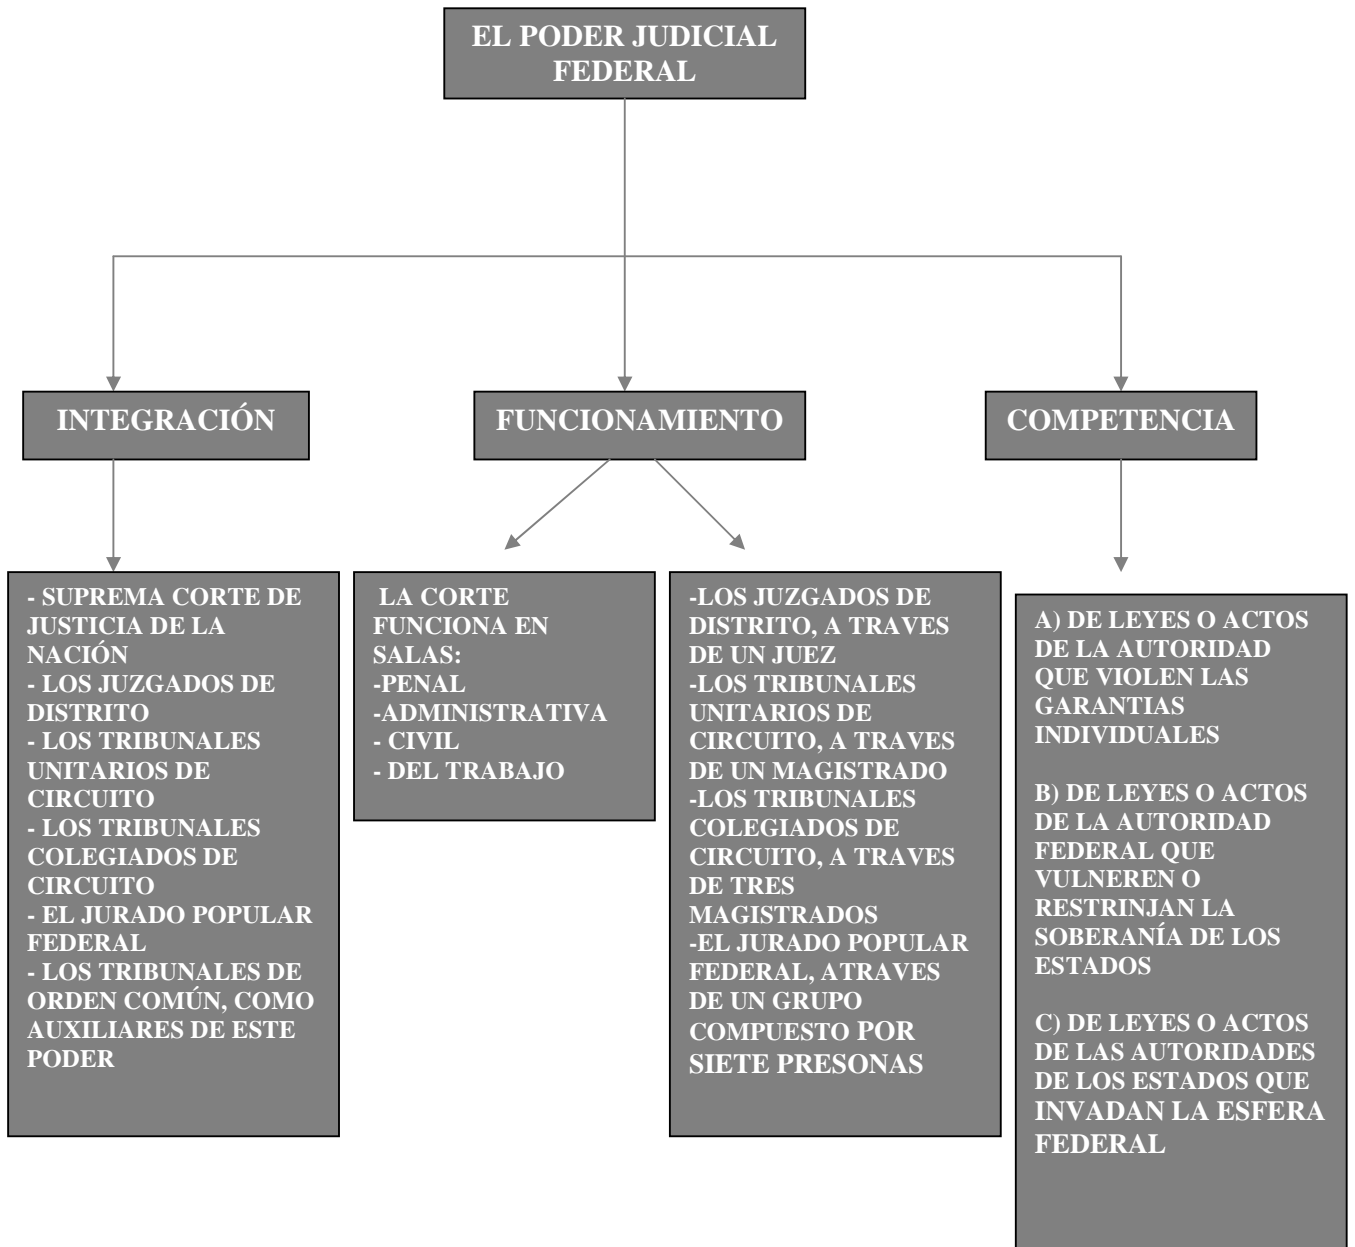 EL PODER JUDICIAL
FEDERAL
INTEGRACIÓN
FUNCIONAMIENTO
COMPETENCIA
- SUPREMA CORTE DE
JUSTICIA DE LA
NACIÓN
- LOS JUZGADOS DE
DISTRITO
- LOS TRIBUNALES
UNITARIOS DE
CIRCUITO
- LOS TRIBUNALES
COLEGIADOS DE
CIRCUITO
- EL JURADO POPULAR
FEDERAL
- LOS TRIBUNALES DE
ORDEN COMÚN, COMO
AUXILIARES DE ESTE
PODER
LA CORTE
FUNCIONA EN
SALAS:
-PENAL
-ADMINISTRATIVA
- CIVIL
- DEL TRABAJO
-LOS JUZGADOS DE
DISTRITO, A TRAVES
DE UN JUEZ
-LOS TRIBUNALES
UNITARIOS DE
CIRCUITO, A TRAVES
DE UN MAGISTRADO
-LOS TRIBUNALES
COLEGIADOS DE
CIRCUITO, A TRAVES
DE TRES
MAGISTRADOS
-EL JURADO POPULAR
FEDERAL, ATRAVES
DE UN GRUPO
COMPUESTO POR
SIETE PRESONAS
A) DE LEYES O ACTOS
DE LA AUTORIDAD
QUE VIOLEN LAS
GARANTIAS
INDIVIDUALES
B) DE LEYES O ACTOS
DE LA AUTORIDAD
FEDERAL QUE
VULNEREN O
RESTRINJAN LA
SOBERANÍA DE LOS
ESTADOS
C) DE LEYES O ACTOS
DE LAS AUTORIDADES
DE LOS ESTADOS QUE
INVADAN LA ESFERA
FEDERAL